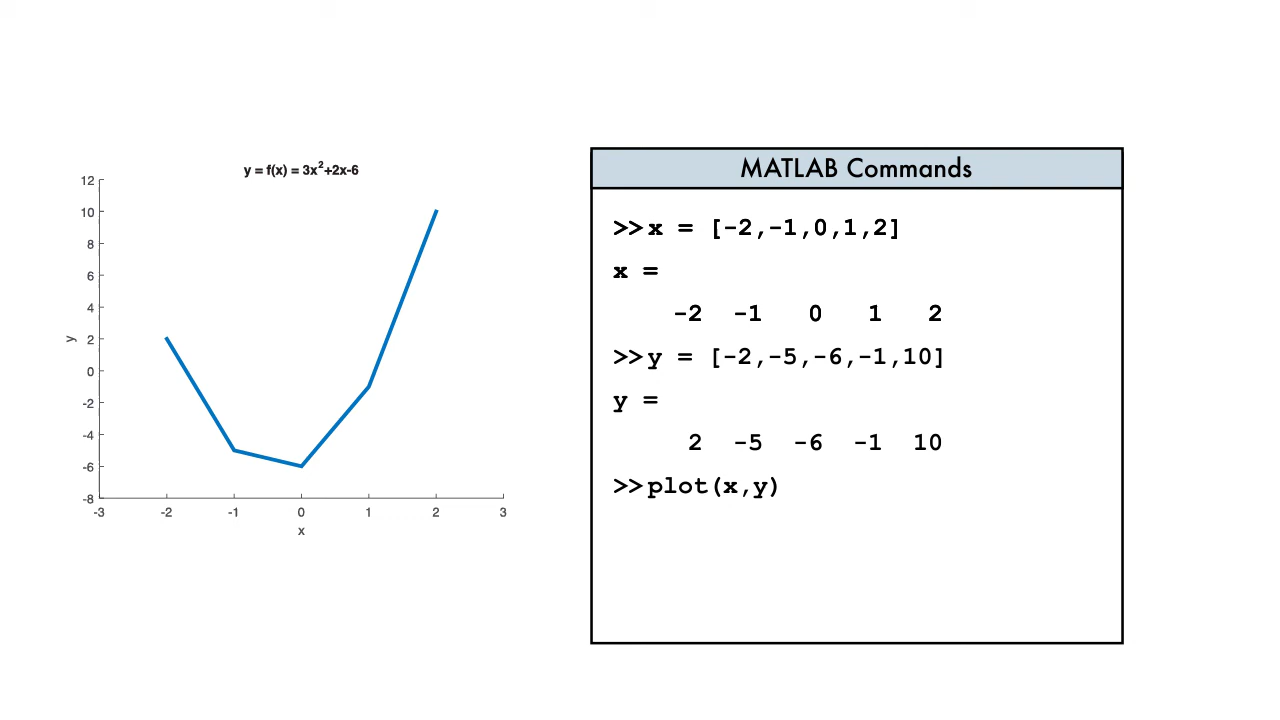 y = f(x) = 3x²+2x-6
12
10
8
6
4
2
0
-2
-4
-6
-8
y
-3 -2 -1 0 1 2 3
x
MATLAB Commands
>>x = [-2,-1,0,1,2]
x =
-2 -1 0 1 2
>>y = [-2,-5,-6,-1,10]
y =
2 -5 -6 -1 10
>>plot(x,y)